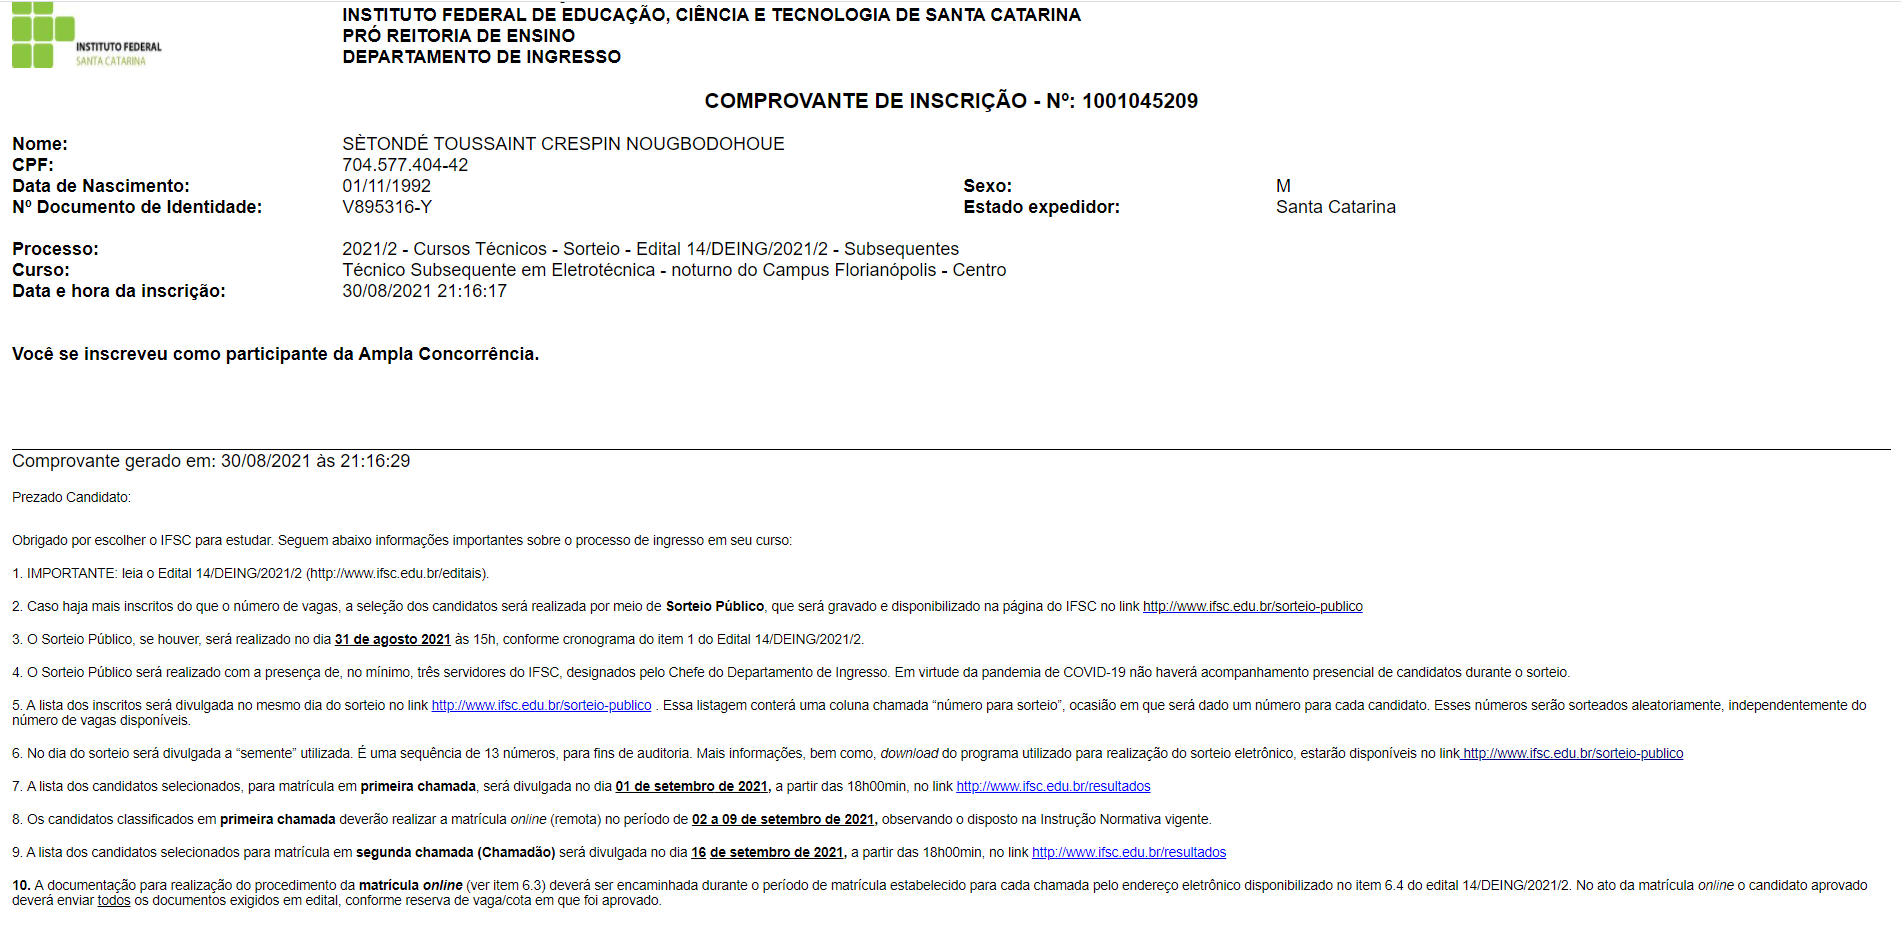 INSTITUTO FEDERAL
SANTA CATARINA
INSTITUTO FEDERAL DE EDUCAÇÃO, CIÊNCIA E TECNOLOGIA DE SANTA CATARINA
PRÓ REITORIA DE ENSINO
DEPARTAMENTO DE INGRESSO
COMPROVANTE DE INSCRIÇÃO - Nº: 1001045209
Nome: SÈTONDÉ TOUSSAINT CRESPIN NOUGBODOHOUE
CPF: 704.577.404-42
Data de Nascimento: 01/11/1992 Sexo: M
Nº Documento de Identidade: V895316-Y Estado expedidor: Santa Catarina
Processo: 2021/2 - Cursos Técnicos - Sorteio - Edital 14/DEING/2021/2 - Subsequentes
Curso: Técnico Subsequente em Eletrotécnica - noturno do Campus Florianópolis - Centro
Data e hora da inscrição: 30/08/2021 21:16:17
Você se inscreveu como participante da Ampla Concorrência.
Comprovante gerado em: 30/08/2021 às 21:16:29
Prezado Candidato:
Obrigado por escolher o IFSC para estudar. Seguem abaixo informações importantes sobre o processo de ingresso em seu curso:
1. IMPORTANTE: leia o Edital 14/DEING/2021/2 (http://www.ifsc.edu.br/editais).
2. Caso haja mais inscritos do que o número de vagas, a seleção dos candidatos será realizada por meio de Sorteio Público, que será gravado e disponibilizado na página do IFSC no link http://www.ifsc.edu.br/sorteio-publico
3. O Sorteio Público, se houver, será realizado no dia 31 de agosto 2021 às 15h, conforme cronograma do item 1 do Edital 14/DEING/2021/2.
4. O Sorteio Público será realizado com a presença de, no mínimo, três servidores do IFSC, designados pelo Chefe do Departamento de Ingresso. Em virtude da pandemia de COVID-19 não haverá acompanhamento presencial de candidatos durante o sorteio.
5. A lista dos inscritos será divulgada no mesmo dia do sorteio no link http://www.ifsc.edu.br/sorteio-publico . Essa listagem conterá uma coluna chamada “número para sorteio”, ocasião em que será dado um número para cada candidato. Esses números serão sorteados aleatoriamente, independentemente do
número de vagas disponíveis.
6. No dia do sorteio será divulgada a “semente” utilizada. É uma sequência de 13 números, para fins de auditoria. Mais informações, bem como, download do programa utilizado para realização do sorteio eletrônico, estarão disponíveis no link http://www.ifsc.edu.br/sorteio-publico
7. A lista dos candidatos selecionados, para matrícula em primeira chamada, será divulgada no dia 01 de setembro de 2021, a partir das 18h00min, no link http://www.ifsc.edu.br/resultados
8. Os candidatos classificados em primeira chamada deverão realizar a matrícula online (remota) no período de 02 a 09 de setembro de 2021, observando o disposto na Instrução Normativa vigente.
9. A lista dos candidatos selecionados para matrícula em segunda chamada (Chamadão) será divulgada no dia 16 de setembro de 2021, a partir das 18h00min, no link http://www.ifsc.edu.br/resultados
10. A documentação para realização do procedimento da matrícula online (ver item 6.3) deverá ser encaminhada durante o período de matrícula estabelecido para cada chamada pelo endereço eletrônico disponibilizado no item 6.4 do edital 14/DEING/2021/2. No ato da matrícula online o candidato aprovado
deverá enviar todos os documentos exigidos em edital, conforme reserva de vaga/cota em que foi aprovado.